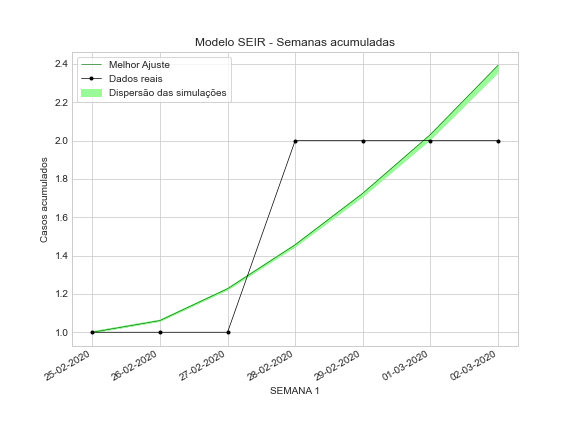 Modelo SEIR - Semanas acumuladas
Melhor Ajuste
Dados reais
Dispersão das simulações
Casos acumulados
2.4
2.2
2.0
1.8
1.6
1.4
1.2
1.0
25-02-2020
26-02-2020
27-02-2020
28-02-2020
29-02-2020
01-03-2020
02-03-2020
SEMANA 1